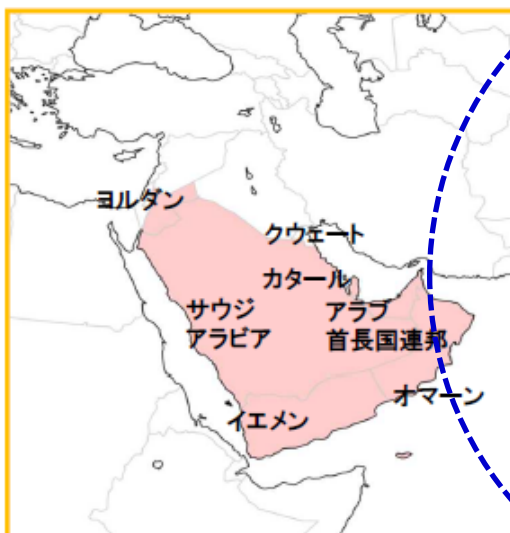 ヨルダン
クウェート
カタール
サウジ
アラビア
アラブ
首長国連邦
オマーン
イエメン